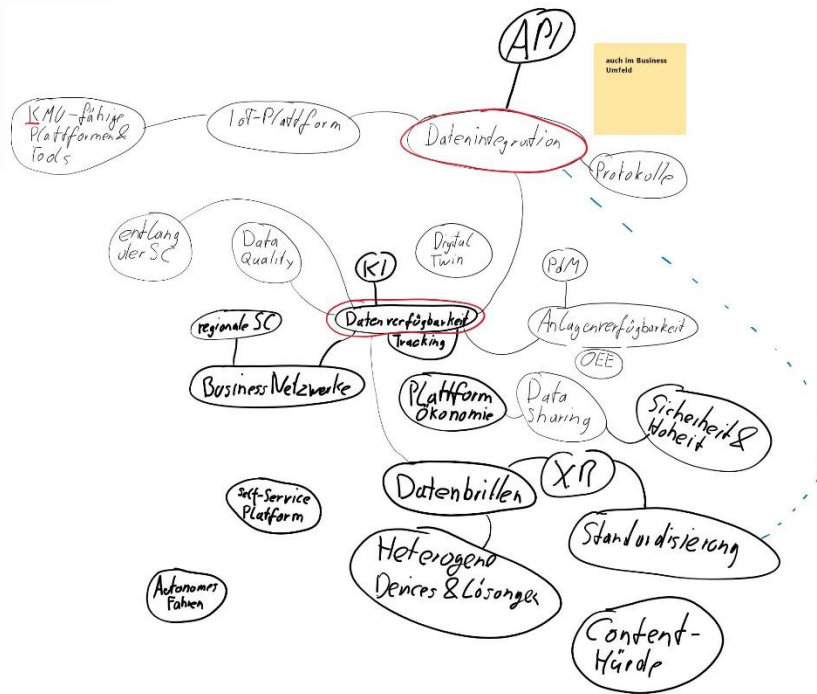 API
auch im Business
Umfeld
KMU-fähige
Plattformen &
Tools
IoT-Plattform
Datenintegration
Protokolle
entlang
der SC
Data
Quality
Digital
Twin
KI
PdM
regionale SC
Datenverfügbarkeit
Tracking
Anlagenverfügbarkeit
OEE
Business Netzwerke
Plattform
Ökonomie
Data
Sharing
Sicherheit &
Hoheit
Datenbrillen
XR
Self-Service
Platform
Standardisierung
Heterogene
Devices & Lösungen
Autonomes
Fahren
Content-
Hürde